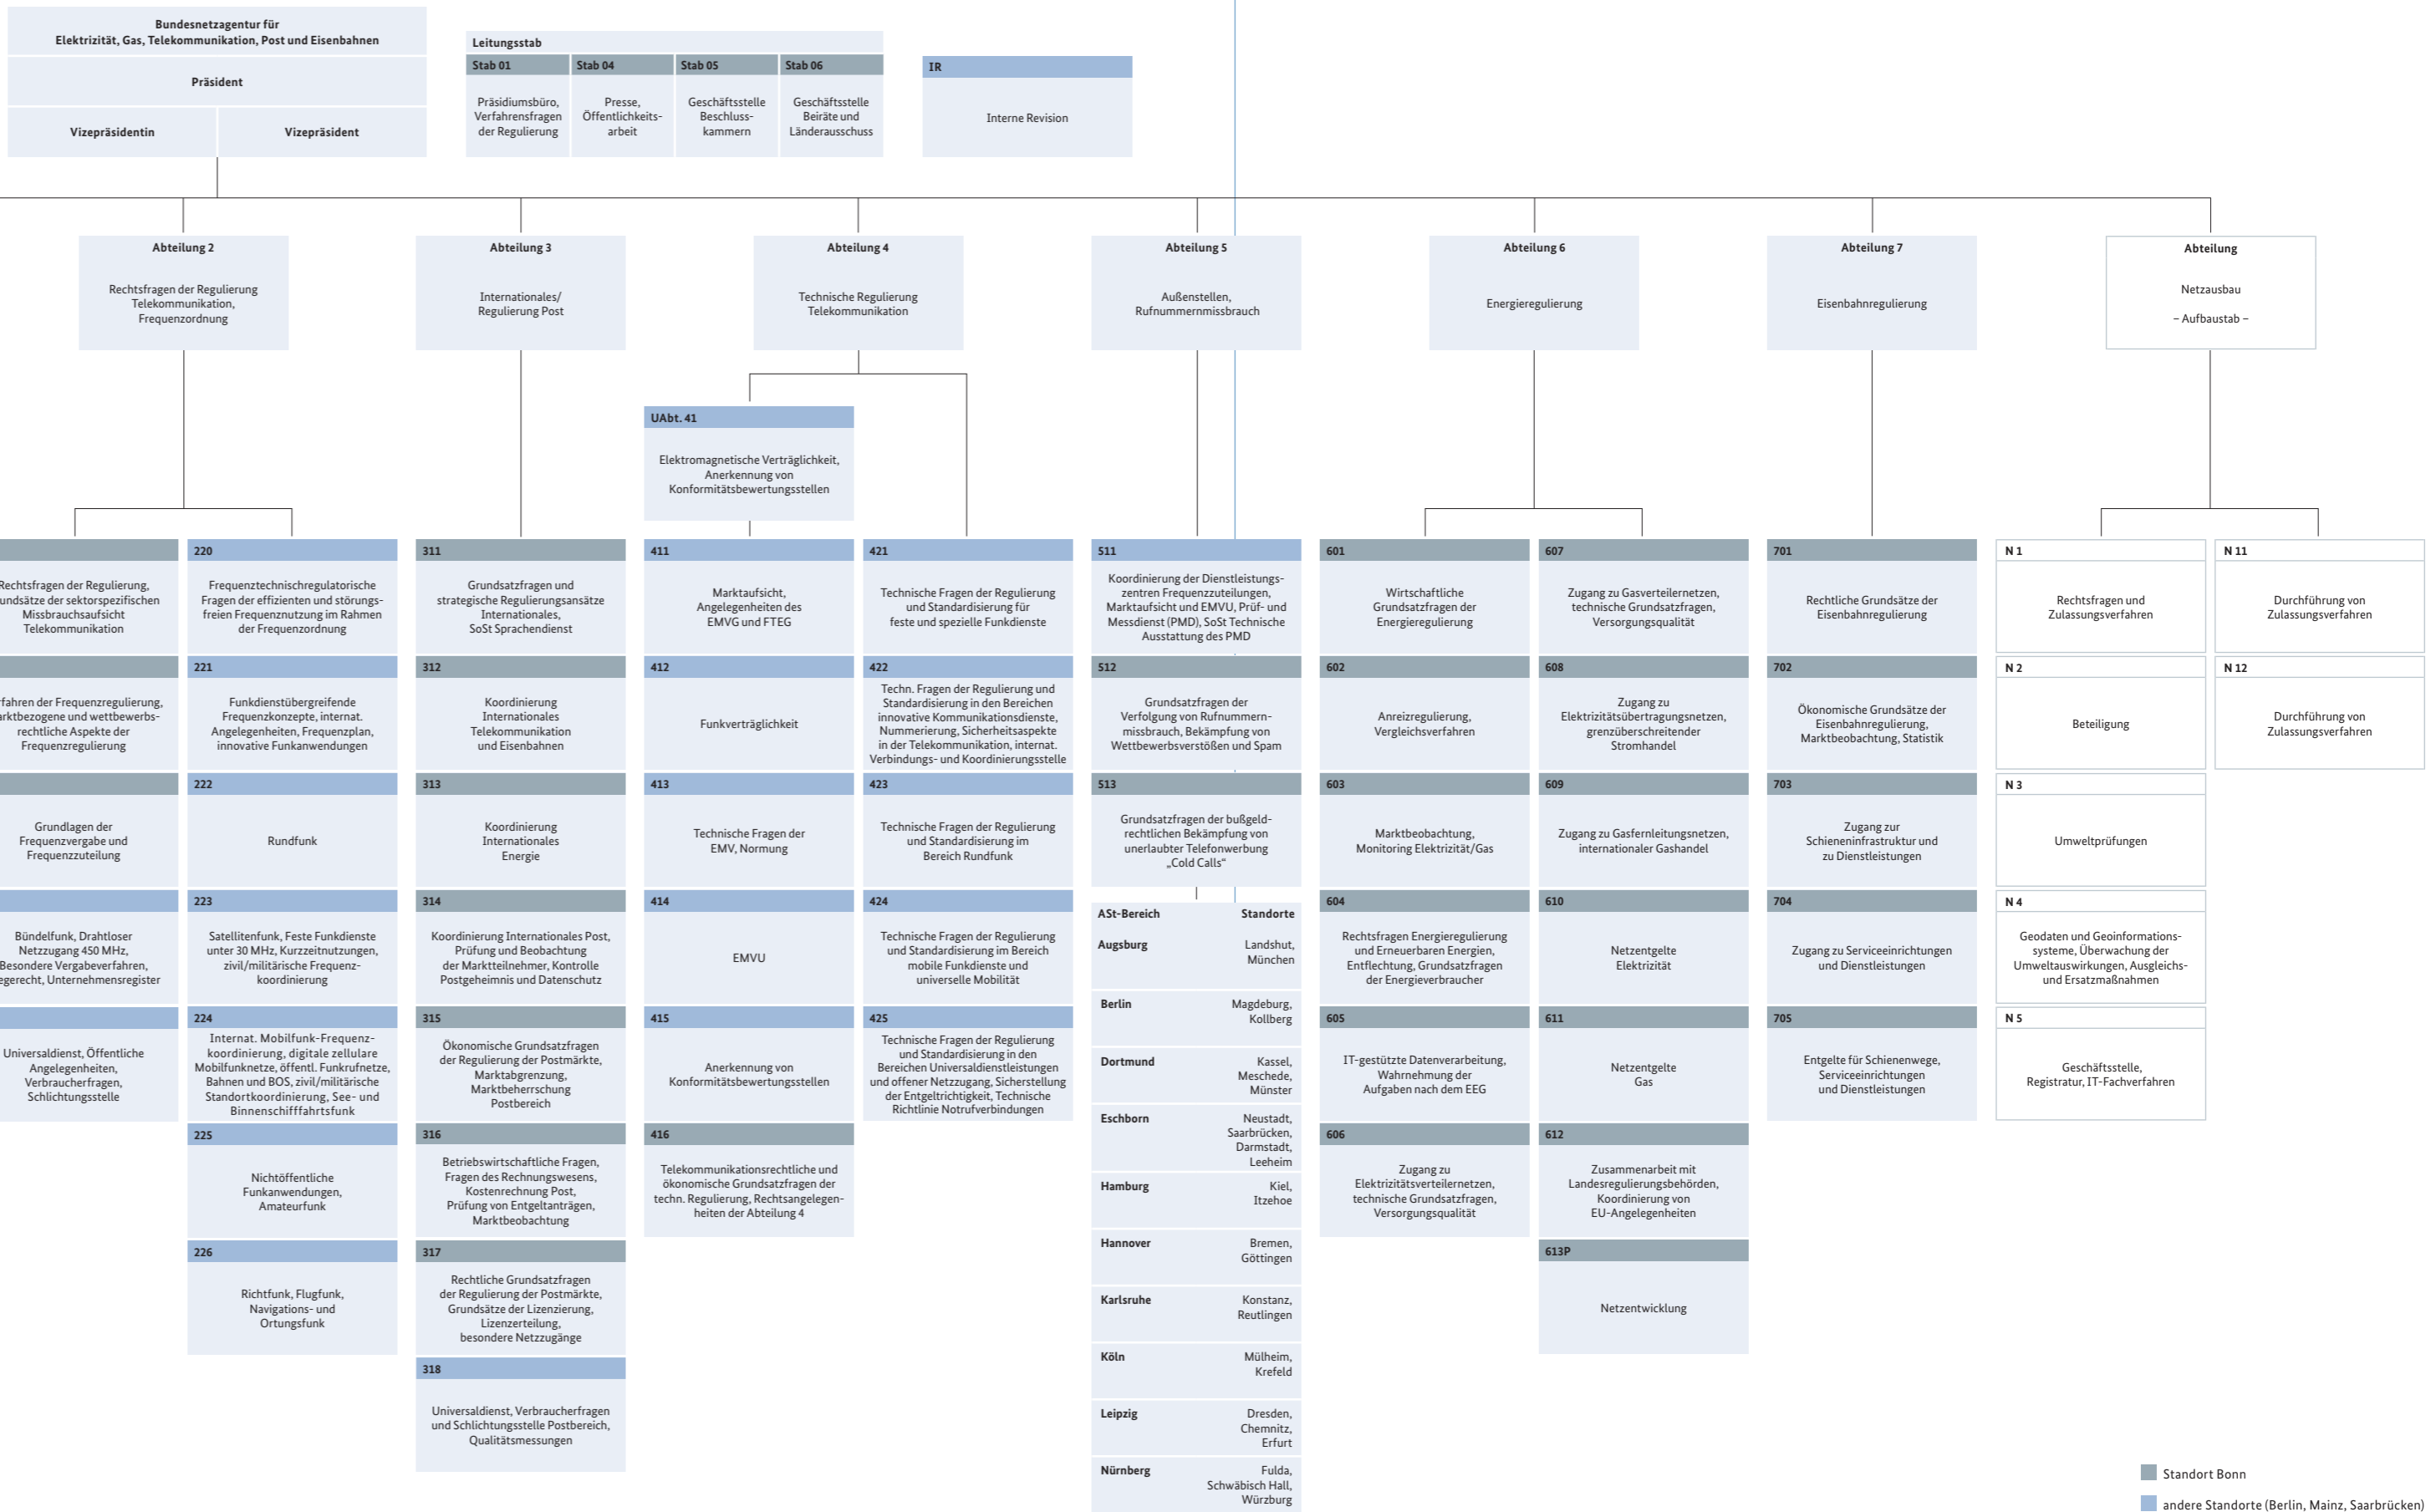 Bundesnetzagentur für
Elektrizität, Gas, Telekommunikation, Post und Eisenbahnen
Präsident
Vizepräsidentin
Vizepräsident
Leitungsstab
Stab 01
Präsidiumsbüro,
Verfahrensfragen
der Regulierung
Stab 04
Presse,
Öffentlichkeits-
arbeit
Stab 05
Geschäftsstelle
Beschluss-
kammern
Stab 06
Geschäftsstelle
Beiräte und
Länderausschuss
IR
Interne Revision
Abteilung 2
Rechtsfragen der Regulierung
Telekommunikation,
Frequenzordnung
Abteilung 3
Internationales/
Regulierung Post
Abteilung 4
Technische Regulierung
Telekommunikation
Abteilung 5
Außenstellen,
Rufnummernmissbrauch
Abteilung 6
Energieregulierung
Abteilung 7
Eisenbahnregulierung
Abteilung
Netzausbau
– Aufbaustab –
UAbt. 41
Elektromagnetische Verträglichkeit,
Anerkennung von
Konformitätsbewertungsstellen
der Regulierung,
der sektorspezifischen
Missbrauchsaufsicht
Telekommunikation
der Frequenzregulierung,
und wettbewerbs-
rechtliche Aspekte der
Frequenzregulierung
Grundlagen der
Frequenzvergabe und
Frequenzzuteilung
Bündelfunk, Drahtloser
Netzzugang 450 MHz,
Besondere Vergabeverfahren,
Unternehmensregister
Universaldienst, Öffentliche
Angelegenheiten,
Verbraucherfragen,
Schlichtungsstelle
220
Frequenztechnischregulatorische
Fragen der effizienten und störungs-
freien Frequenznutzung im Rahmen
der Frequenzordnung
221
Funkdienstübergreifende
Frequenzkonzepte, internat.
Angelegenheiten, Frequenzplan,
innovative Funkanwendungen
222
Rundfunk
223
Satellitenfunk, Feste Funkdienste
unter 30 MHz, Kurzzeitnutzungen,
zivil/militärische Frequenz-
koordinierung
224
Internat. Mobilfunk-Frequenz-
koordinierung, digitale zellulare
Mobilfunknetze, öffentl. Funkrufnetze,
Bahnen und BOS, zivil/militärische
Standortkoordinierung, See- und
Binnenschifffahrtsfunk
225
Nichtöffentliche
Funkanwendungen,
Amateurfunk
226
Richtfunk, Flugfunk,
Navigations- und
Ortungsfunk
311
Grundsatzfragen und
strategische Regulierungsansätze
Internationales,
SoSt Sprachendienst
312
Koordinierung
Internationales
Telekommunikation
und Eisenbahnen
313
Koordinierung
Internationales
Energie
314
Koordinierung Internationales Post,
Prüfung und Beobachtung
der Marktteilnehmer, Kontrolle
Postgeheimnis und Datenschutz
315
Ökonomische Grundsatzfragen
der Regulierung der Postmärkte,
Marktabgrenzung,
Marktbeherrschung
Postbereich
316
Betriebswirtschaftliche Fragen,
Fragen des Rechnungswesens,
Kostenrechnung Post,
Prüfung von Entgeltanträgen,
Marktbeobachtung
317
Rechtliche Grundsatzfragen
der Regulierung der Postmärkte,
Grundsätze der Lizenzierung,
Lizenzerteilung,
besondere Netzzugänge
318
Universaldienst, Verbraucherfragen
und Schlichtungsstelle Postbereich,
Qualitätsmessungen
411
Marktaufsicht,
Angelegenheiten des
EMVG und FTEG
412
Funkverträglichkeit
413
Technische Fragen der
EMV, Normung
414
EMVU
415
Anerkennung von
Konformitätsbewertungsstellen
416
Telekommunikationsrechtliche und
ökonomische Grundsatzfragen der
techn. Regulierung, Rechtsangelegen-
heiten der Abteilung 4
421
Technische Fragen der Regulierung
und Standardisierung für
feste und spezielle Funkdienste
422
Techn. Fragen der Regulierung und
Standardisierung in den Bereichen
innovative Kommunikationsdienste,
Nummerierung, Sicherheitsaspekte
in der Telekommunikation, internat.
Verbindungs- und Koordinierungsstelle
423
Technische Fragen der Regulierung
und Standardisierung im
Bereich Rundfunk
424
Technische Fragen der Regulierung
und Standardisierung im Bereich
mobile Funkdienste und
universelle Mobilität
425
Technische Fragen der Regulierung
und Standardisierung in den
Bereichen Universaldienstleistungen
und offener Netzzugang, Sicherstellung
der Entgeltrichtigkeit, Technische
Richtlinie Notrufverbindungen
511
Koordinierung der Dienstleistungs-
zentren Frequenzzuteilungen,
Marktaufsicht und EMVU, Prüf- und
Messdienst (PMD), SoSt Technische
Ausstattung des PMD
512
Grundsatzfragen der
Verfolgung von Rufnummern-
missbrauch, Bekämpfung von
Wettbewerbsverstößen und Spam
513
Grundsatzfragen der bußgeld-
rechtlichen Bekämpfung von
unerlaubter Telefonwerbung
„Cold Calls“
ASt-Bereich Standorte
Augsburg Landshut,
München
Berlin Magdeburg,
Kollberg
Dortmund Kassel,
Meschede,
Münster
Eschborn Neustadt,
Saarbrücken,
Darmstadt,
Leeheim
Hamburg Kiel,
Itzehoe
Hannover Bremen,
Göttingen
Karlsruhe Konstanz,
Reutlingen
Köln Mülheim,
Krefeld
Leipzig Dresden,
Chemnitz,
Erfurt
Nürnberg Fulda,
Schwäbisch Hall,
Würzburg
601
Wirtschaftliche
Grundsatzfragen der
Energieregulierung
602
Anreizregulierung,
Vergleichsverfahren
603
Marktbeobachtung,
Monitoring Elektrizität/Gas
604
Rechtsfragen Energieregulierung
und Erneuerbaren Energien,
Entflechtung, Grundsatzfragen
der Energieverbraucher
605
IT-gestützte Datenverarbeitung,
Wahrnehmung der
Aufgaben nach dem EEG
606
Zugang zu
Elektrizitätsverteilernetzen,
technische Grundsatzfragen,
Versorgungsqualität
607
Zugang zu Gasverteilernetzen,
technische Grundsatzfragen,
Versorgungsqualität
608
Zugang zu
Elektrizitätsübertragungsnetzen,
grenzüberschreitender
Stromhandel
609
Zugang zu Gasfernleitungsnetzen,
internationaler Gashandel
610
Netzentgelte
Elektrizität
611
Netzentgelte
Gas
612
Zusammenarbeit mit
Landesregulierungsbehörden,
Koordinierung von
EU-Angelegenheiten
613P
Netzentwicklung
701
Rechtliche Grundsätze der
Eisenbahnregulierung
702
Ökonomische Grundsätze der
Eisenbahnregulierung,
Marktbeobachtung, Statistik
703
Zugang zur
Schieneninfrastruktur und
zu Dienstleistungen
704
Zugang zu Serviceeinrichtungen
und Dienstleistungen
705
Entgelte für Schienenwege,
Serviceeinrichtungen
und Dienstleistungen
N 1
Rechtsfragen und
Zulassungsverfahren
N 2
Beteiligung
N 3
Umweltprüfungen
N 4
Geodaten und Geoinformations-
systeme, Überwachung der
Umweltauswirkungen, Ausgleichs-
und Ersatzmaßnahmen
N 5
Geschäftsstelle,
Registratur, IT-Fachverfahren
N 11
Durchführung von
Zulassungsverfahren
N 12
Durchführung von
Zulassungsverfahren
Standort Bonn
andere Standorte (Berlin, Mainz, Saarbrücken)